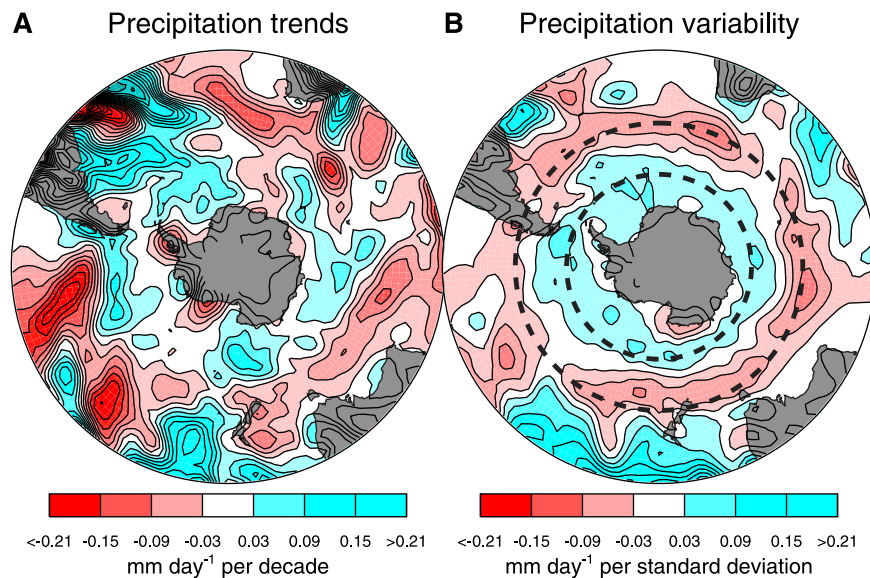 A Precipitation trends
B Precipitation variability
<-0.21 -0.15 -0.09 -0.03 0.03 0.09 0.15 >0.21
mm day⁻¹ per decade
<-0.21 -0.15 -0.09 -0.03 0.03 0.09 0.15 >0.21
mm day⁻¹ per standard deviation